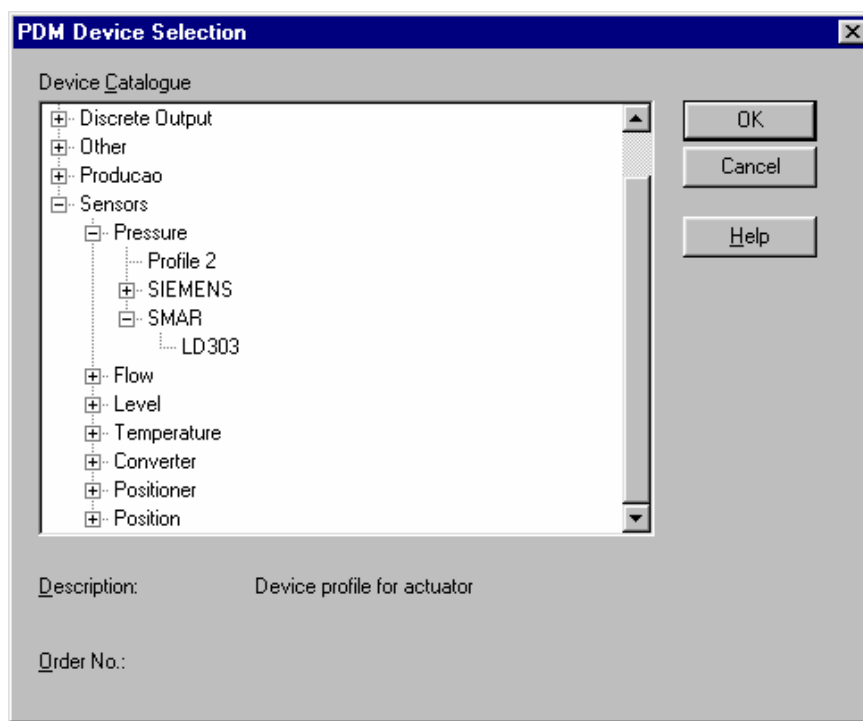 PDM Device Selection
Device Catalogue
Discrete Output
Other
Producao
Sensors
Pressure
Profile 2
SIEMENS
SMAR
LD303
Flow
Level
Temperature
Converter
Positioner
Position
OK
Cancel
Help
Description: Device profile for actuator
Order No.: